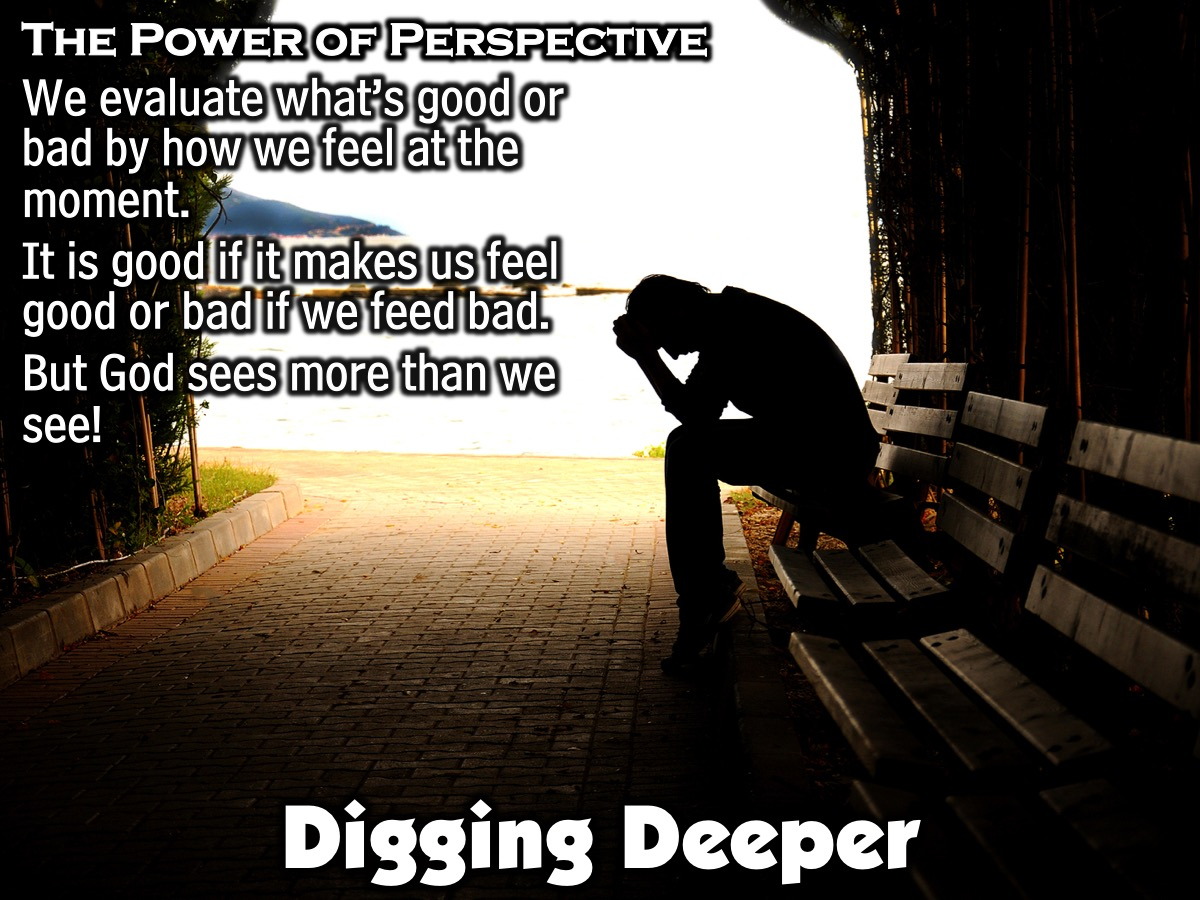 The Power of Perspective
We evaluate what's good or
bad by how we feel at the
moment.
It is good if it makes us feel
good or bad if we feed bad.
But God sees more than we
see!
Digging Deeper